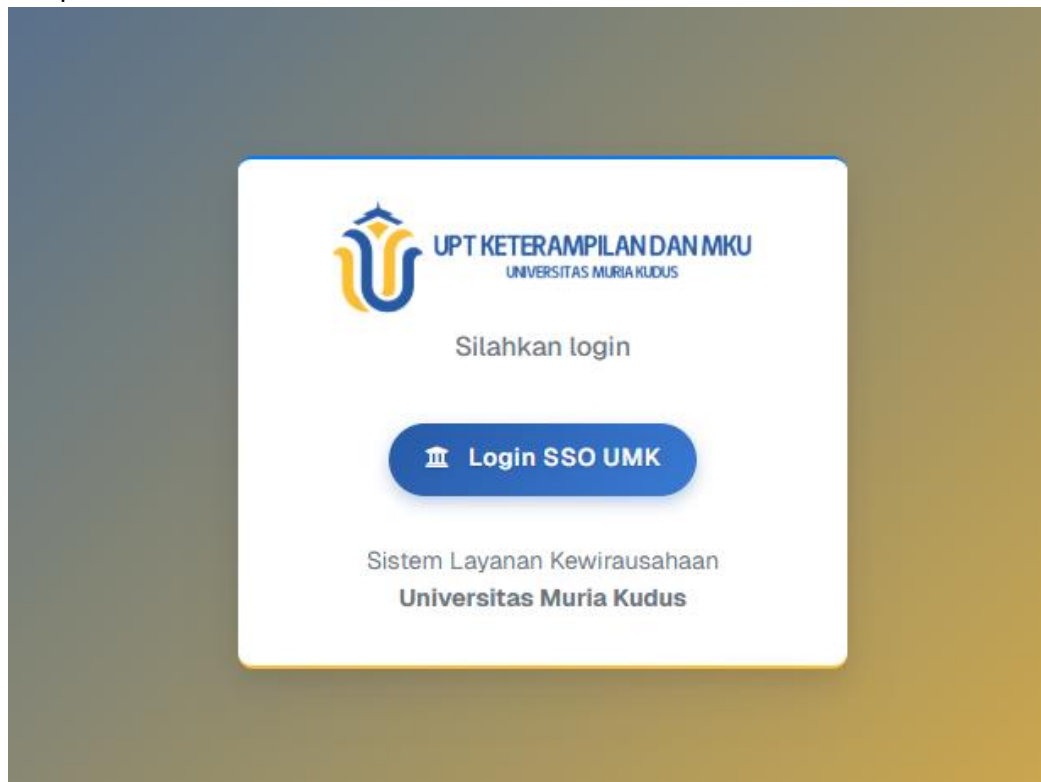 UPT KETERAMPILAN DAN MKU
UNIVERSITAS MURIA KUDUS
Silahkan login
Login SSO UMK
Sistem Layanan Kewirausahaan
Universitas Muria Kudus